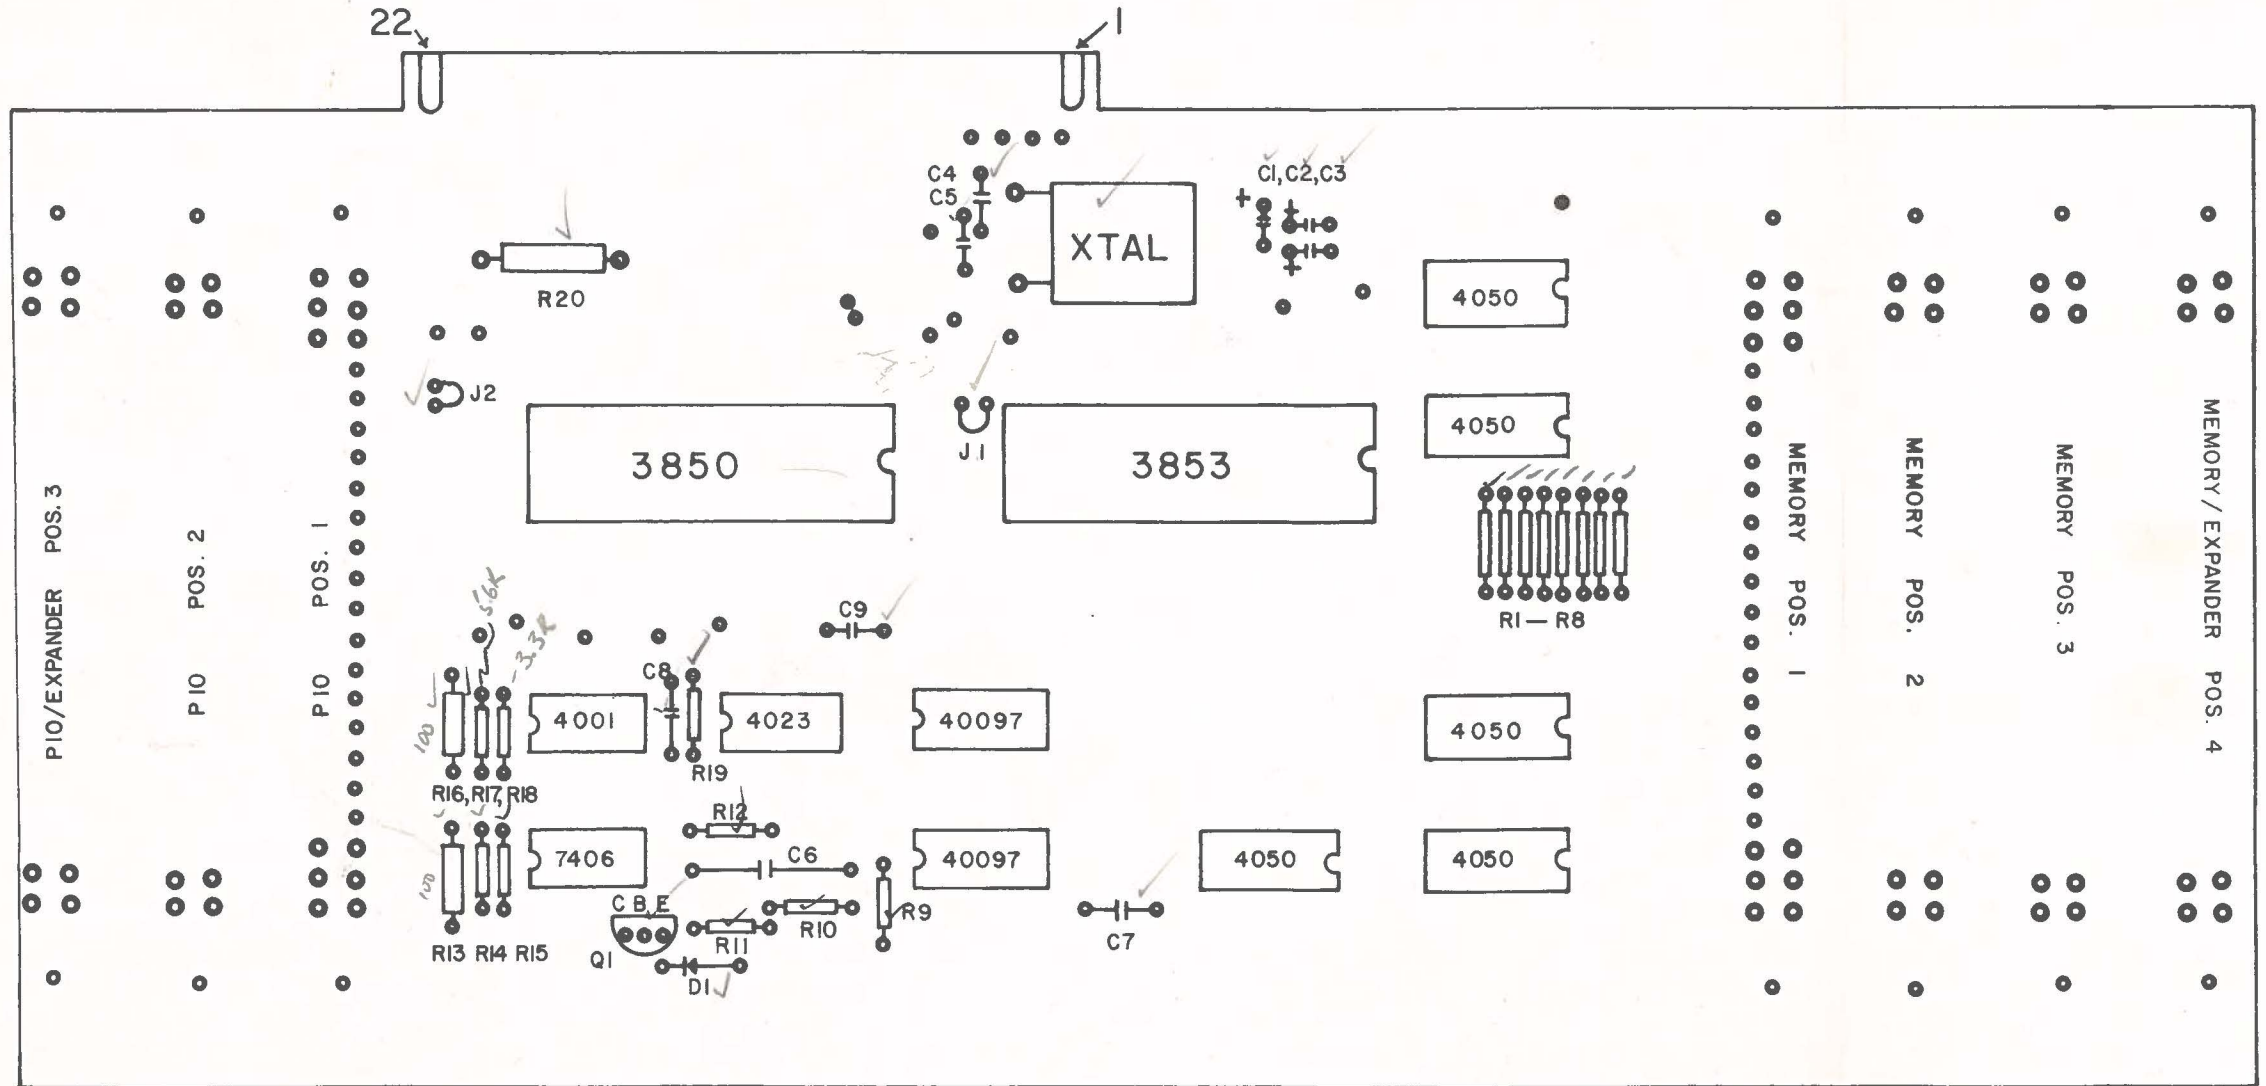 22
1
C4
C5
C1, C2, C3
+
+
+
XTAL
R20
4050
J2
J1
4050
3850
3853
MEMORY POS. 1
MEMORY POS. 2
MEMORY POS. 3
MEMORY/EXPANDER POS. 4
PIO/EXPANDER POS. 3
PIO POS. 2
PIO POS. 1
R1—R8
5.6K
3.3K
C9
C8
100
4001
4023
40097
4050
R19
R16, R17, R18
R12
7406
C6
40097
4050
4050
100
C B E
R10
R9
R11
C7
R13 R14 R15
Q1
D1